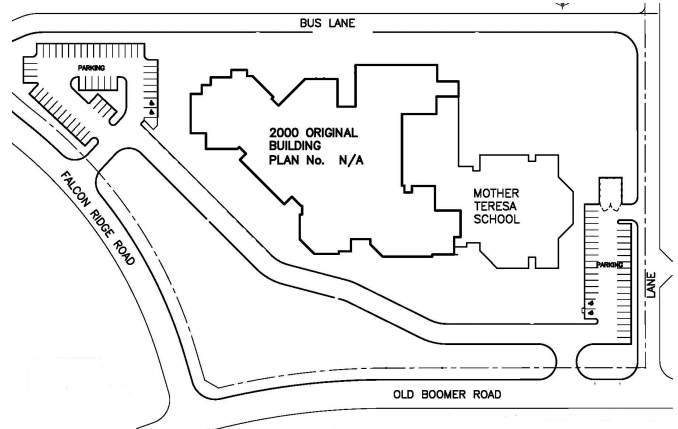 BUS LANE
PARKING
2000 ORIGINAL
BUILDING
PLAN No. N/A
MOTHER
TERESA
SCHOOL
FALCON RIDGE ROAD
PARKING
LANE
OLD BOOMER ROAD